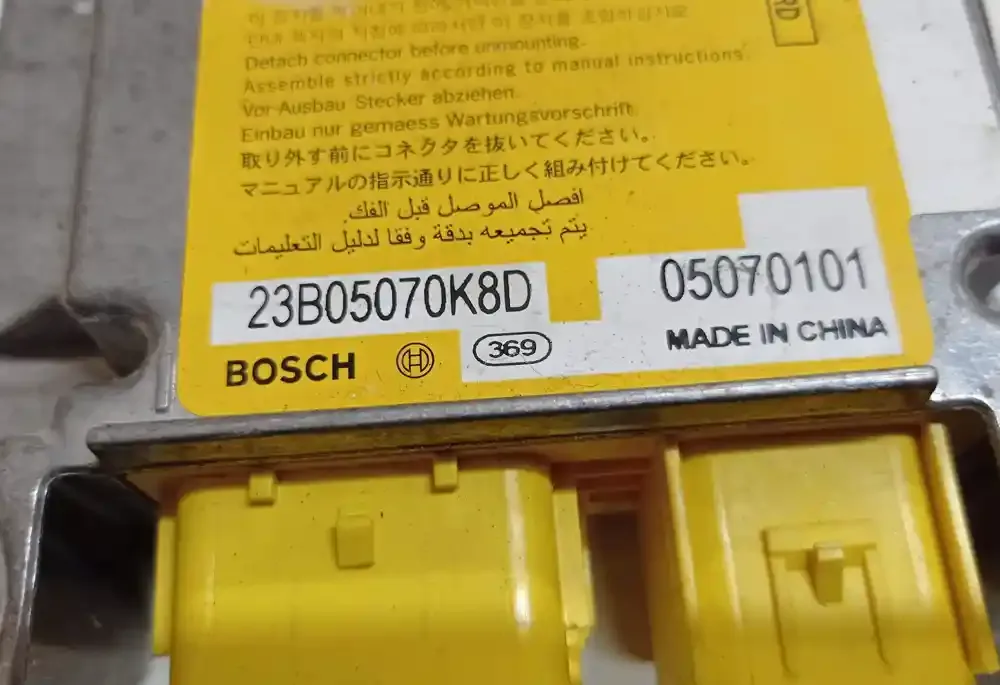 Detach connector before unmounting.
Assemble strictly according to manual instructions.
Vor Ausbau Stecker abziehen.
Einbau nur gemaess Wartungsvorschrift.
取り外す前にコネクタを抜いてください。
マニュアルの指示通りに正しく組み付けてください。
افصل الموصل قبل الفك.
يتم تجميعه بدقة وفقا لدليل التعليمات
23B05070K8D
05070101
BOSCH
369
MADE IN CHINA